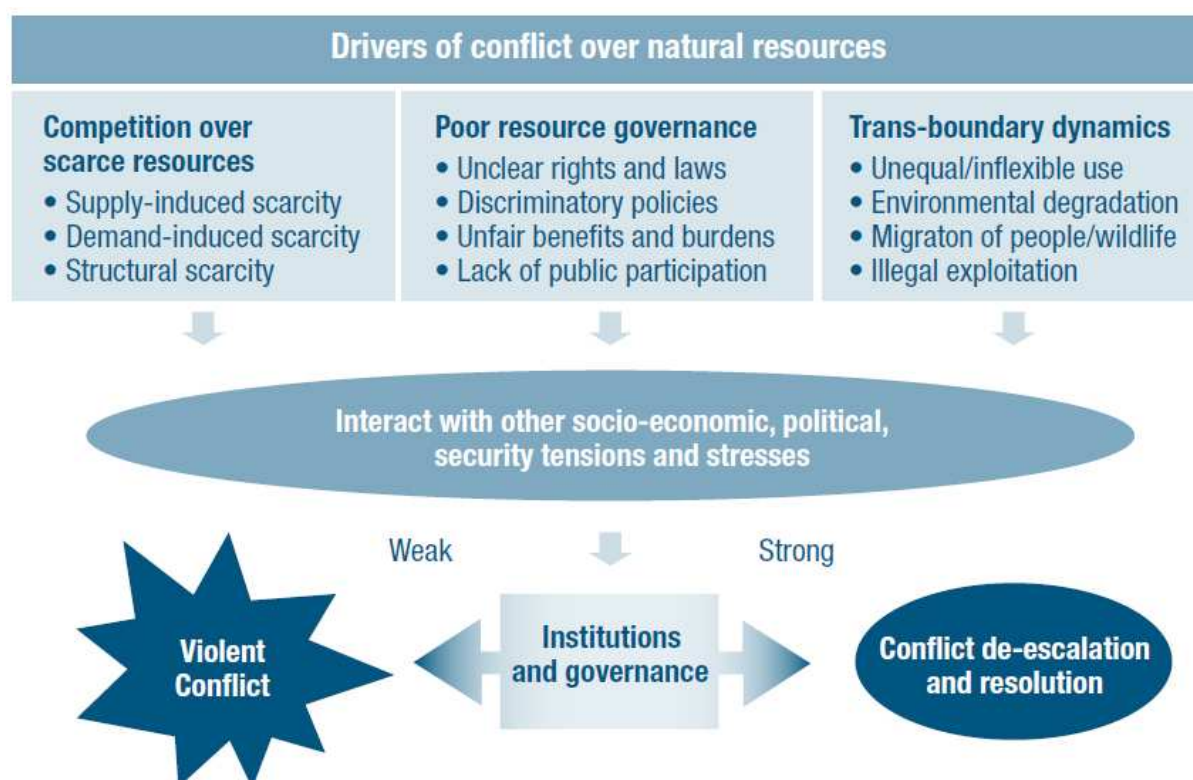 Drivers of conflict over natural resources
Competition over
scarce resources
• Supply-induced scarcity
• Demand-induced scarcity
• Structural scarcity
Poor resource governance
• Unclear rights and laws
• Discriminatory policies
• Unfair benefits and burdens
• Lack of public participation
Trans-boundary dynamics
• Unequal/inflexible use
• Environmental degradation
• Migraton of people/wildlife
• Illegal exploitation
Interact with other socio-economic, political,
security tensions and stresses
Weak
Strong
Violent
Conflict
Institutions
and governance
Conflict de-escalation
and resolution